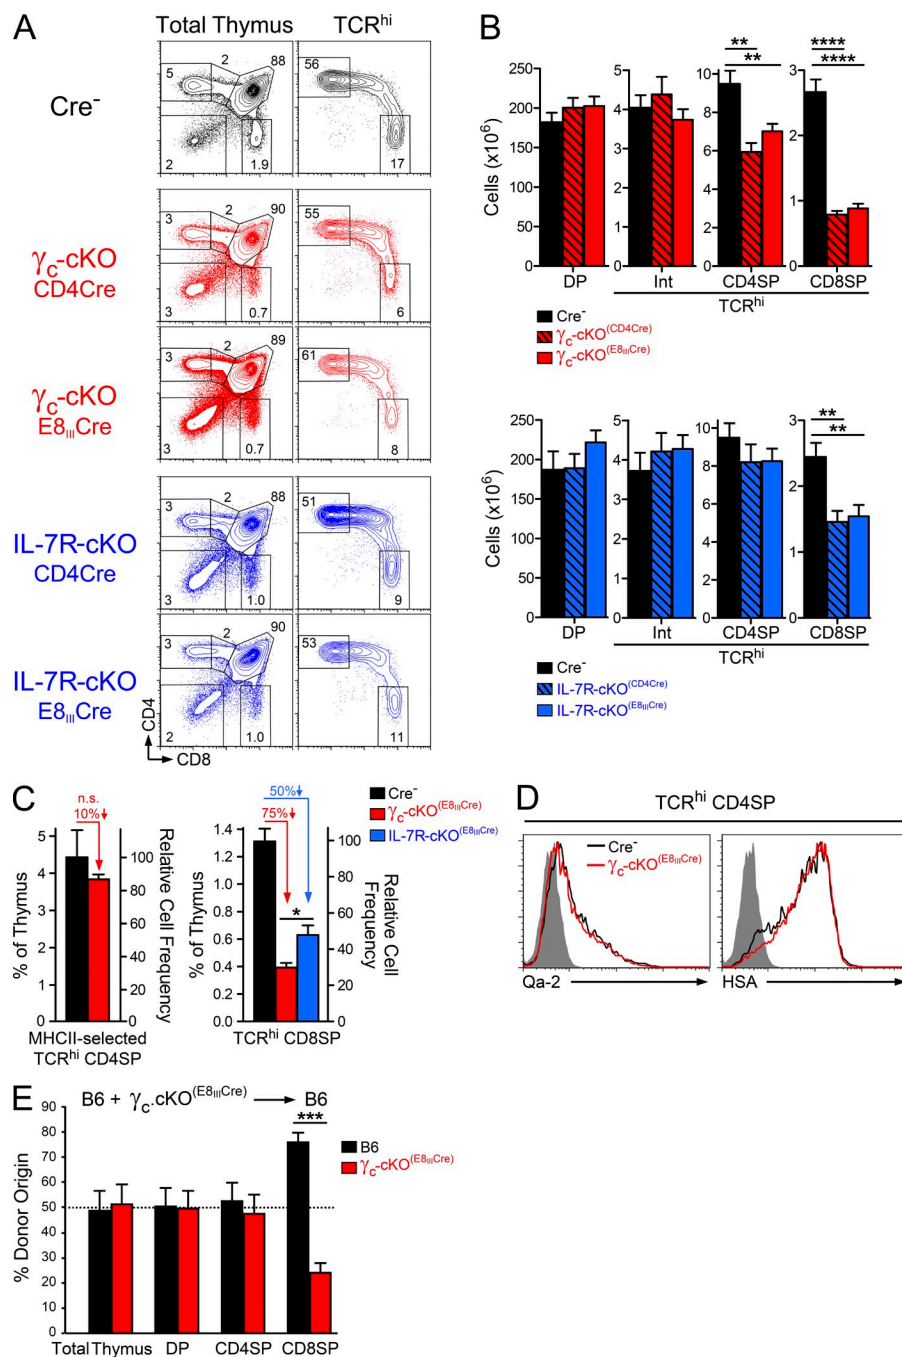 A
Total Thymus
TCRhi
Cre−
5
2
88
2
1.9
56
17
γc-cKO
CD4Cre
3
2
90
3
0.7
55
6
γc-cKO
E8IIICre
3
2
89
3
0.7
61
8
IL-7R-cKO
CD4Cre
3
2
88
3
1.0
51
9
IL-7R-cKO
E8IIICre
3
2
90
2
1.0
53
11
CD4
CD8
B
Cells (x10⁶)
250
200
150
100
50
0
DP
5
4
3
2
1
0
Int
10
8
6
4
2
0
**
**
CD4SP
3
2
1
0
****
****
CD8SP
TCRhi
Cre−
γc-cKO(CD4Cre)
γc-cKO(E8IIICre)
Cells (x10⁶)
250
200
150
100
50
0
DP
5
4
3
2
1
0
Int
10
8
6
4
2
0
CD4SP
3
2
1
0
**
**
CD8SP
TCRhi
Cre−
IL-7R-cKO(CD4Cre)
IL-7R-cKO(E8IIICre)
C
n.s.
10%↓
% of Thymus
5
4
3
2
1
0
100
80
60
40
20
0
Relative Cell Frequency
MHCII-selected
TCRhi CD4SP
50%↓
75%↓
% of Thymus
1.4
1.2
1.0
0.8
0.6
0.4
0.2
0.0
*
100
80
60
40
20
0
Relative Cell
Frequency
TCRhi CD8SP
Cre−
γc-cKO(E8IIICre)
IL-7R-cKO(E8IIICre)
D
TCRhi CD4SP
Cre−
γc-cKO(E8IIICre)
Qa-2
HSA
E
B6 + γc-cKO(E8IIICre) → B6
% Donor Origin
90
80
70
60
50
40
30
20
10
0
***
B6
γc-cKO(E8IIICre)
Total Thymus
DP
CD4SP
CD8SP